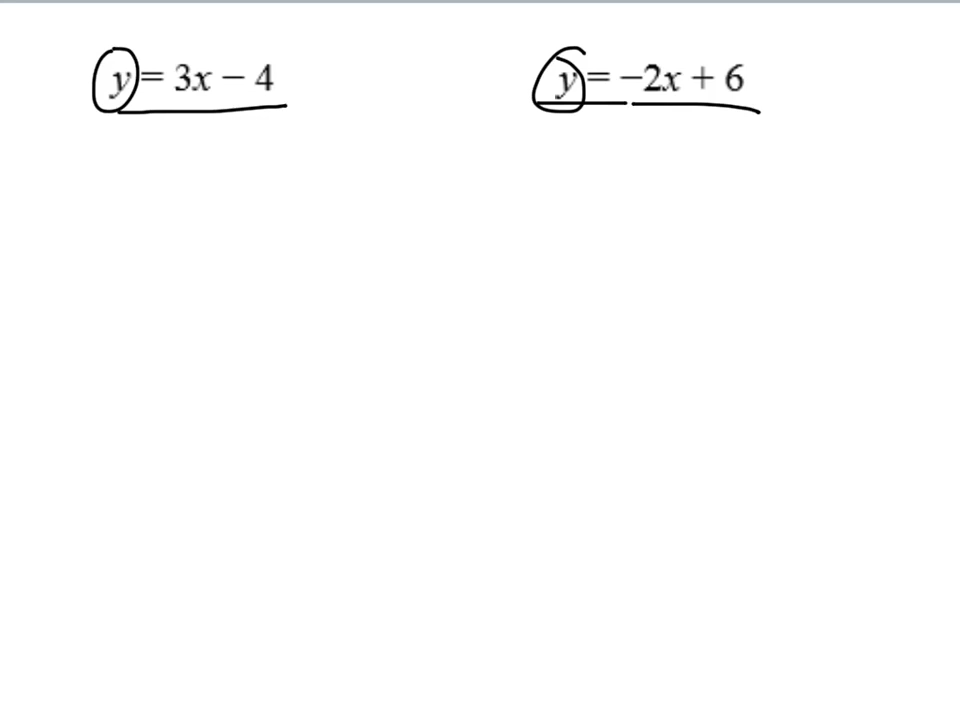 y = 3x − 4
y = −2x + 6